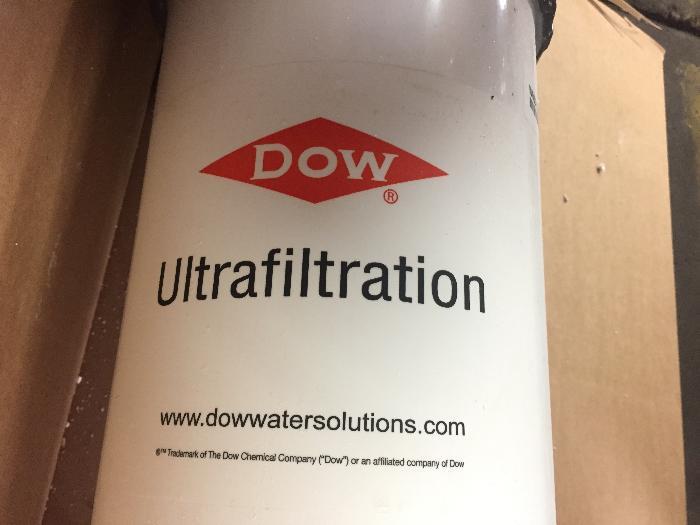 DOW
®
Ultrafiltration
www.dowwatersolutions.com
®™ Trademark of The Dow Chemical Company ("Dow") or an affiliated company of Dow